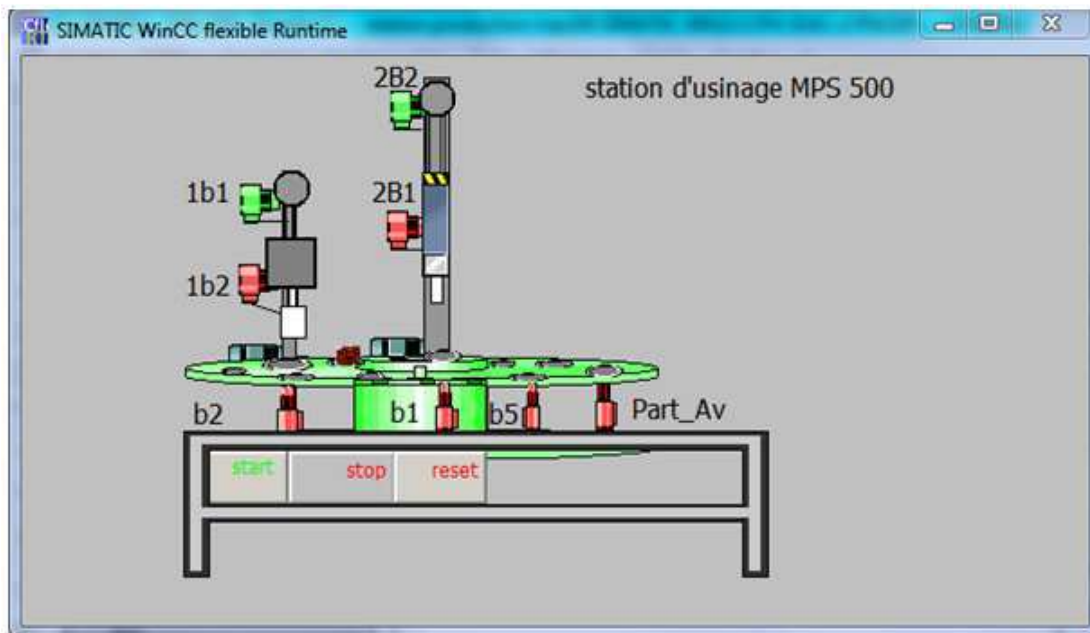 SIMATIC WinCC flexible Runtime
station d'usinage MPS 500
2B2
1b1
2B1
1b2
b2
b1
b5
Part_Av
start
stop
reset